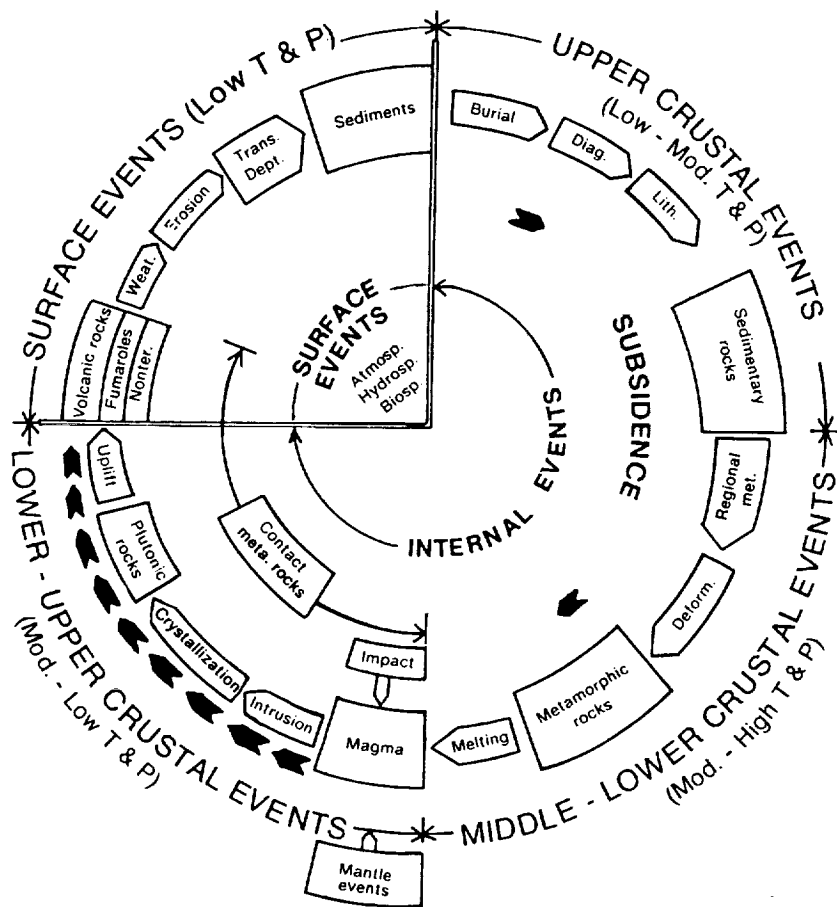 SURFACE EVENTS (Low T & P)
UPPER CRUSTAL EVENTS
(Low - Mod. T & P)
MIDDLE - LOWER CRUSTAL EVENTS
(Mod. - High T & P)
LOWER - UPPER CRUSTAL EVENTS
(Mod. - Low T & P)
Sediments
Burial
Diag.
Lith.
Sedimentary
rocks
Regional
met.
Deform.
Metamorphic
rocks
Melting
Magma
Impact
Mantle
events
Intrusion
Crystallization
Plutonic
rocks
Uplift
Volcanic rocks
Fumaroles
Nonter.
Weat.
Erosion
Trans.
Dept.
Contact
meta. rocks
SURFACE
EVENTS
Atmosp.
Hydrosp.
Biosp.
INTERNAL EVENTS
SUBSIDENCE